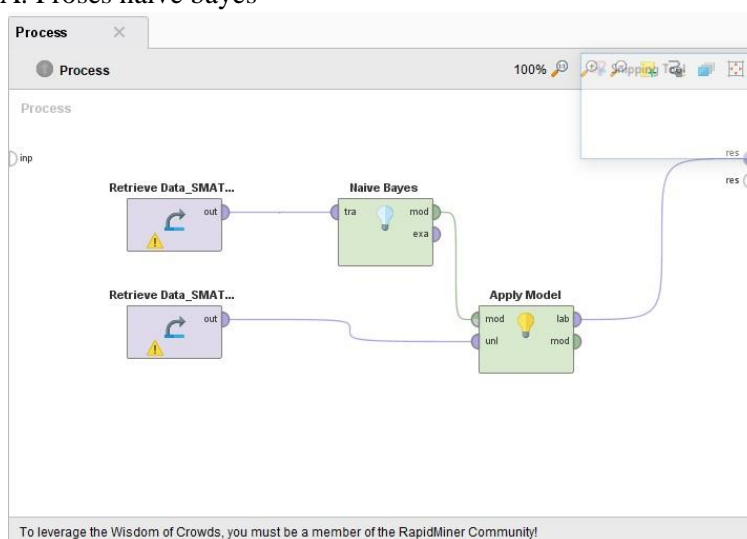 A. Proses naive bayes
Process
Process
100%
Snipping Tool
Process
inp
res
res
Retrieve Data_SMAT...
out
Naive Bayes
tra
mod
exa
Retrieve Data_SMAT...
out
Apply Model
mod
lab
unl
mod
To leverage the Wisdom of Crowds, you must be a member of the RapidMiner Community!